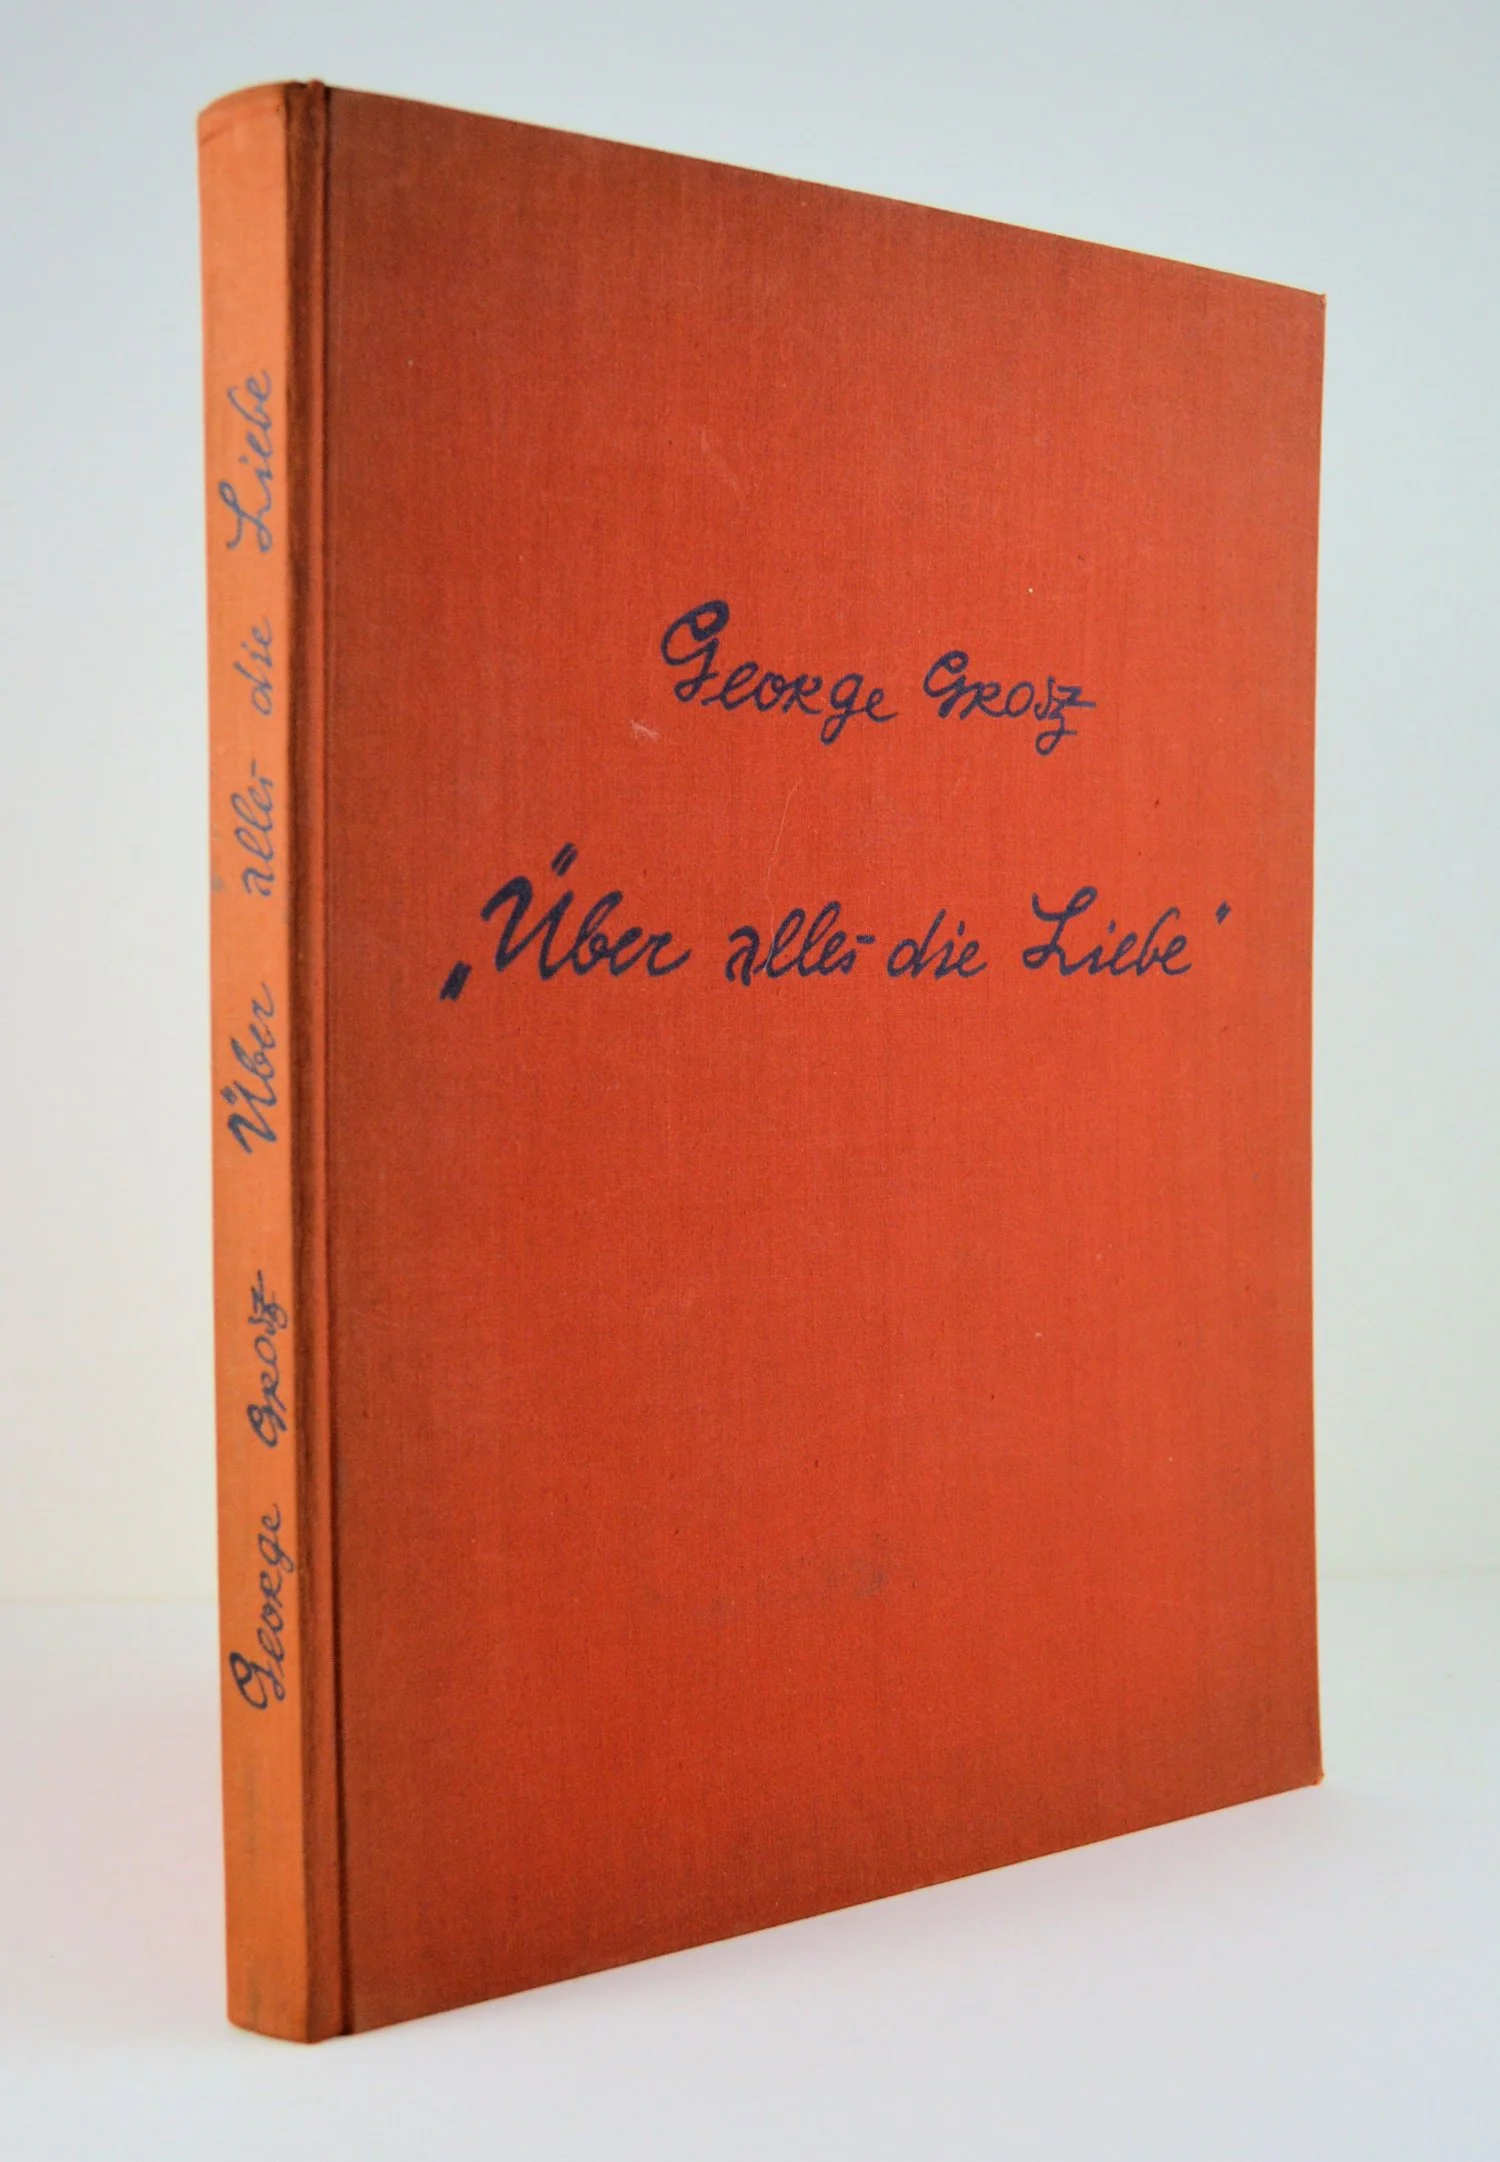 George Grosz
„Über alles die Liebe"
George Grosz Über alles die Liebe